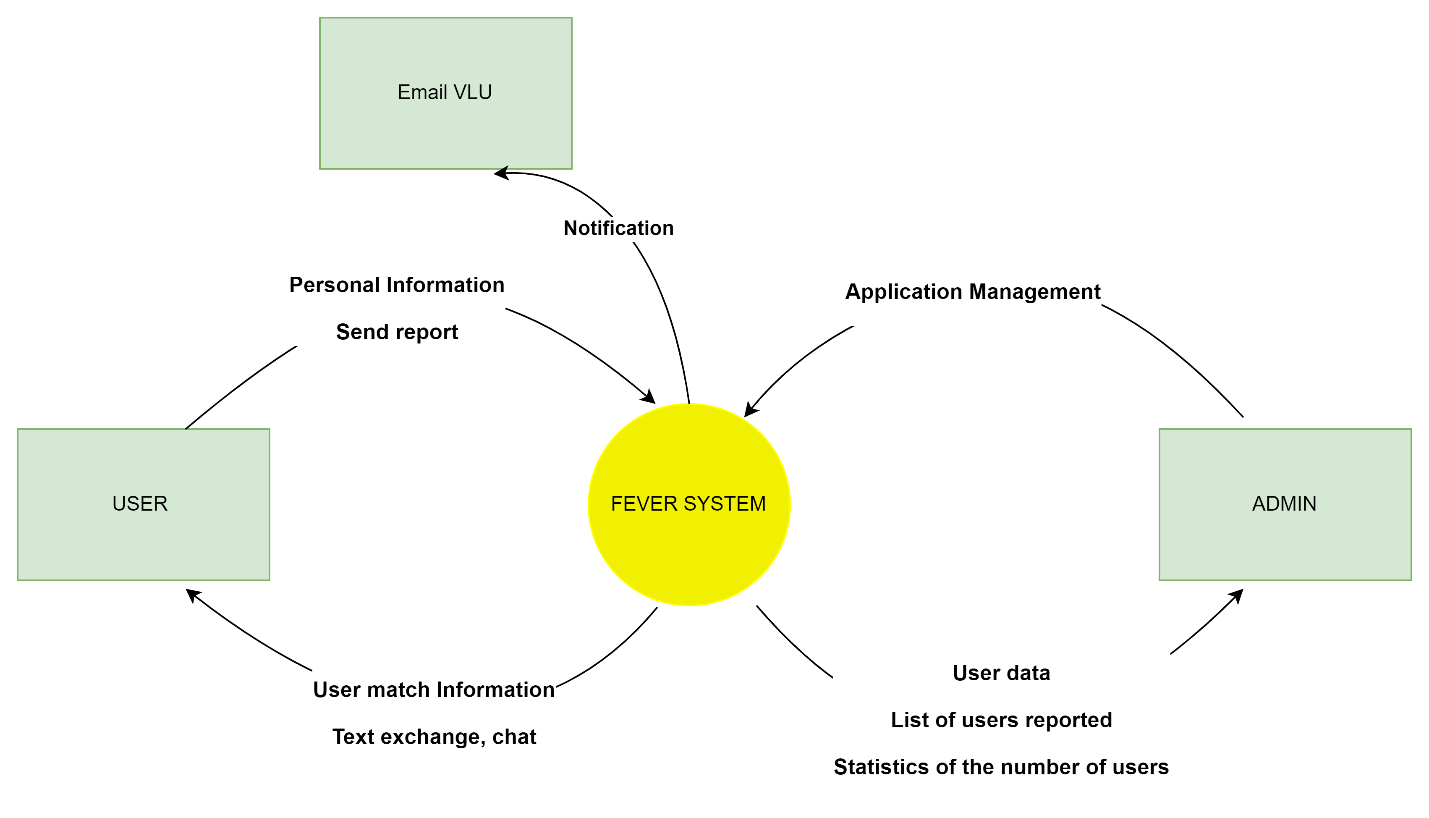 Email VLU
Notification
Personal Information
Send report
Application Management
USER
FEVER SYSTEM
ADMIN
User match Information
Text exchange, chat
User data
List of users reported
Statistics of the number of users